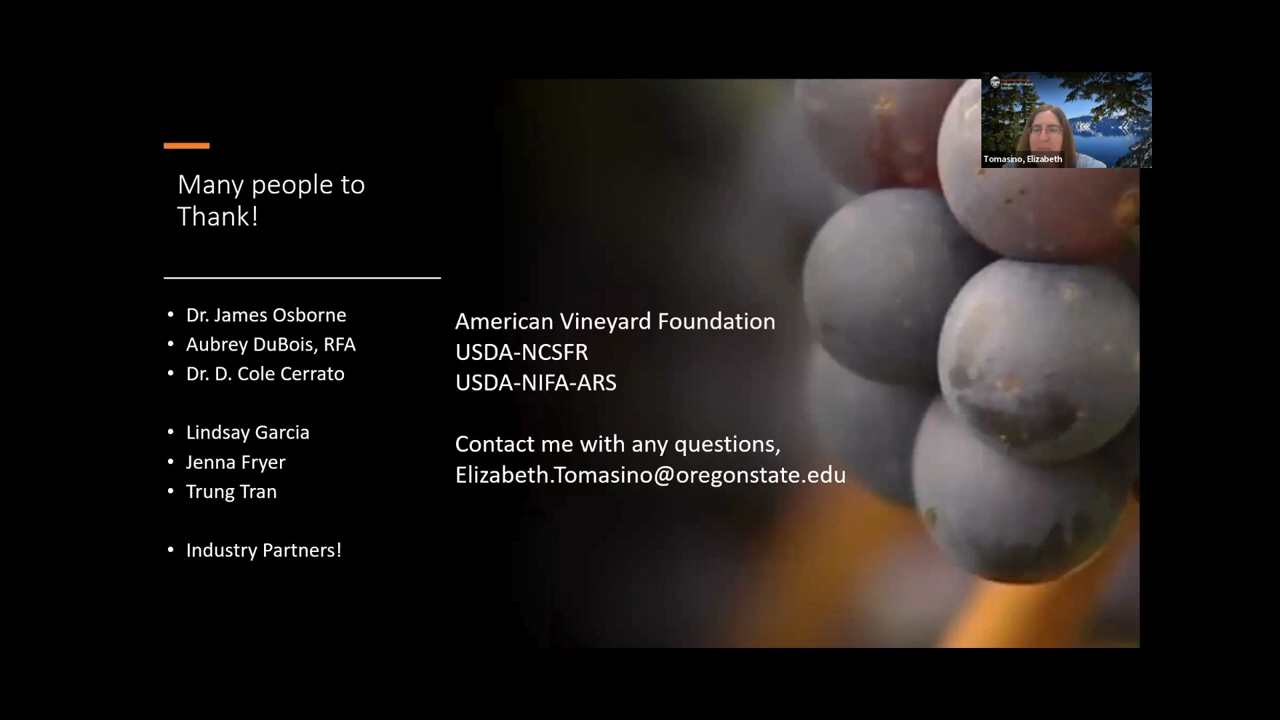 Many people to
Thank!
• Dr. James Osborne
• Aubrey DuBois, RFA
• Dr. D. Cole Cerrato
• Lindsay Garcia
• Jenna Fryer
• Trung Tran
• Industry Partners!
American Vineyard Foundation
USDA-NCSFR
USDA-NIFA-ARS
Contact me with any questions,
Elizabeth.Tomasino@oregonstate.edu
Tomasino, Elizabeth